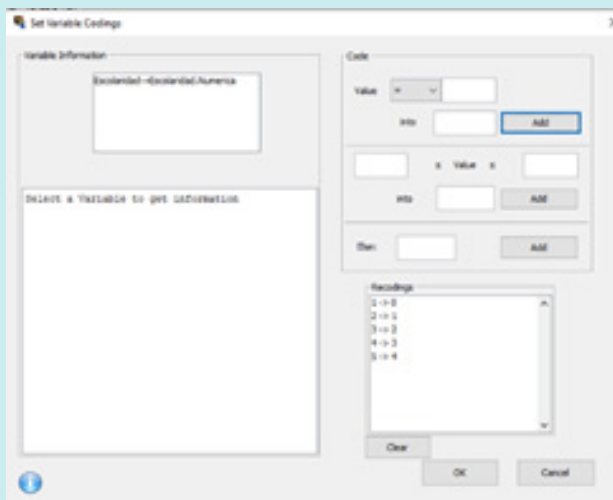 Set Variable Codings
Variable Information
Escolaridad->Escolaridad.Numerica
Select a Variable to get information
Code
Value = 
into Add
≤ Value ≤
into Add
Else: Add
Recodings
1 -> 0
2 -> 1
3 -> 2
4 -> 3
5 -> 4
Clear
OK Cancel